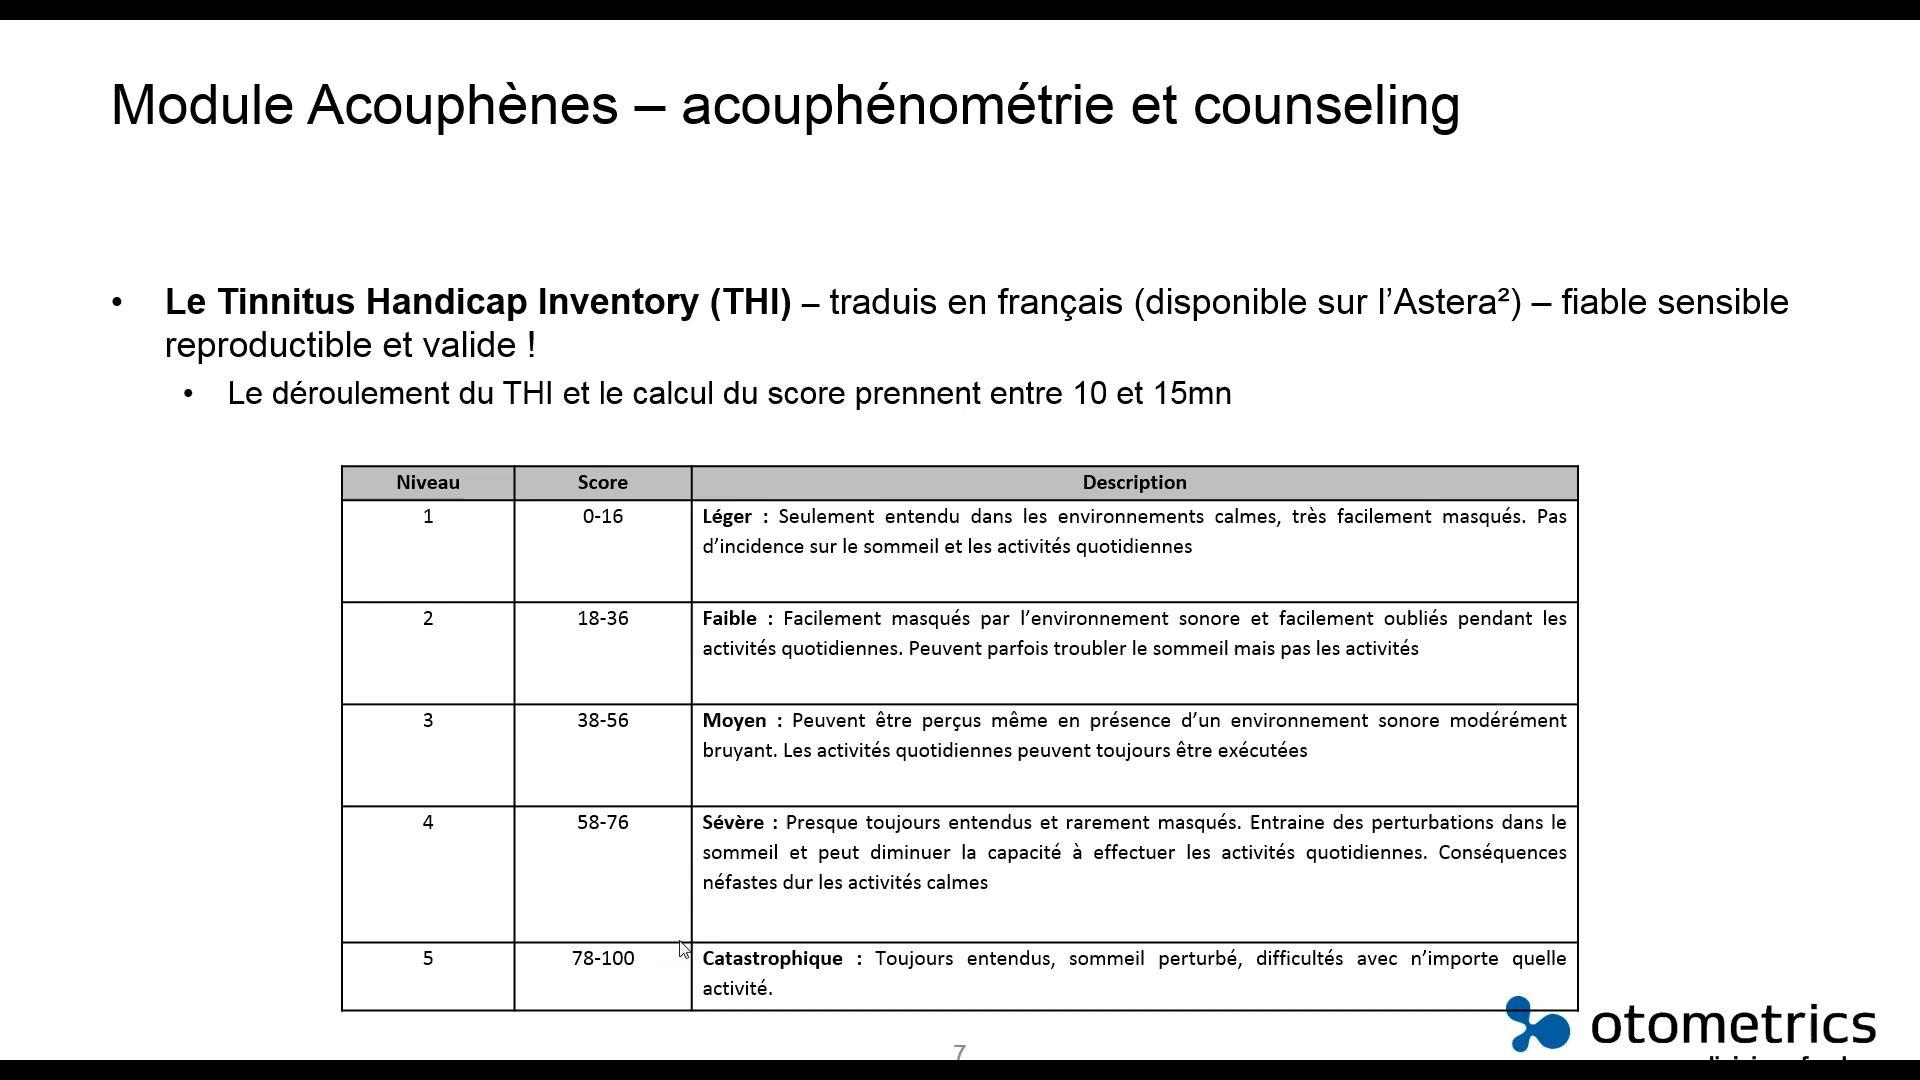 Module Acouphènes – acouphénométrie et counseling
• Le Tinnitus Handicap Inventory (THI) – traduis en français (disponible sur l’Astera²) – fiable sensible
reproductible et valide !
• Le déroulement du THI et le calcul du score prennent entre 10 et 15mn
Niveau Score Description
1 0-16 Léger : Seulement entendu dans les environnements calmes, très facilement masqués. Pas
d’incidence sur le sommeil et les activités quotidiennes
2 18-36 Faible : Facilement masqués par l’environnement sonore et facilement oubliés pendant les
activités quotidiennes. Peuvent parfois troubler le sommeil mais pas les activités
3 38-56 Moyen : Peuvent être perçus même en présence d’un environnement sonore modérément
bruyant. Les activités quotidiennes peuvent toujours être exécutées
4 58-76 Sévère : Presque toujours entendus et rarement masqués. Entraine des perturbations dans le
sommeil et peut diminuer la capacité à effectuer les activités quotidiennes. Conséquences
néfastes dur les activités calmes
5 78-100 Catastrophique : Toujours entendus, sommeil perturbé, difficultés avec n’importe quelle
activité.
otometrics
7